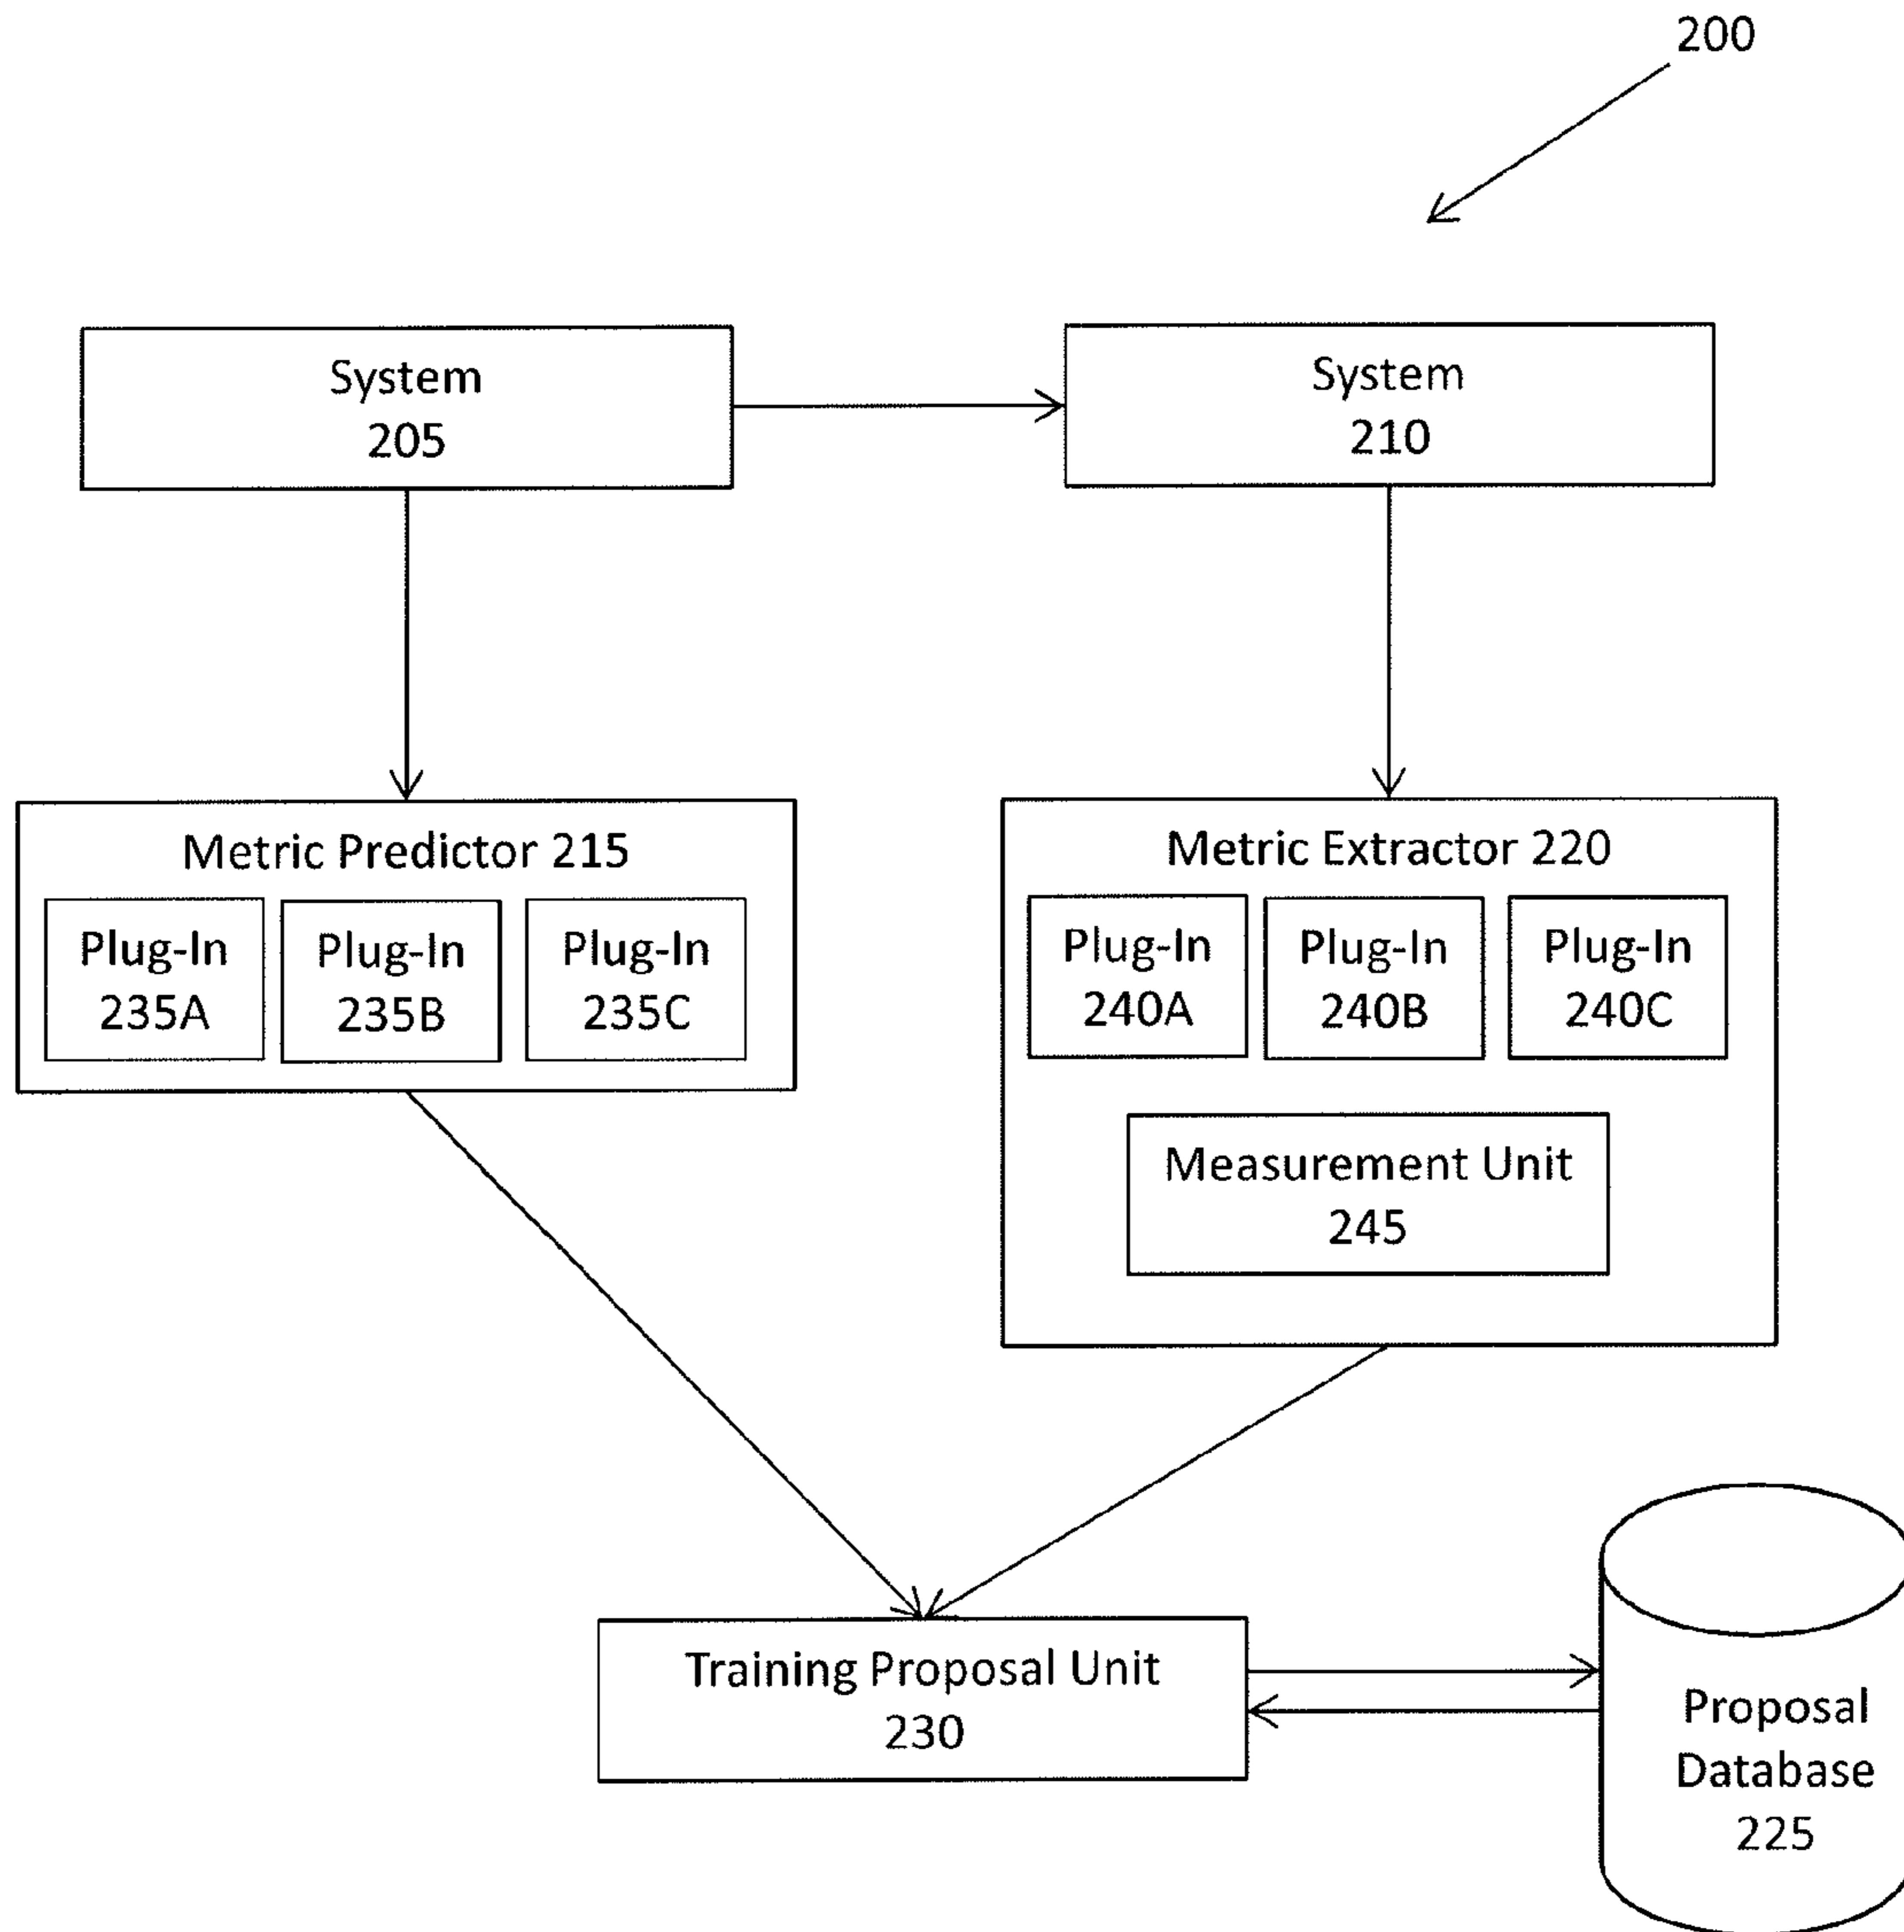 200
System
205
System
210
Metric Predictor 215
Plug-In
235A
Plug-In
235B
Plug-In
235C
Metric Extractor 220
Plug-In
240A
Plug-In
240B
Plug-In
240C
Measurement Unit
245
Training Proposal Unit
230
Proposal
Database
225